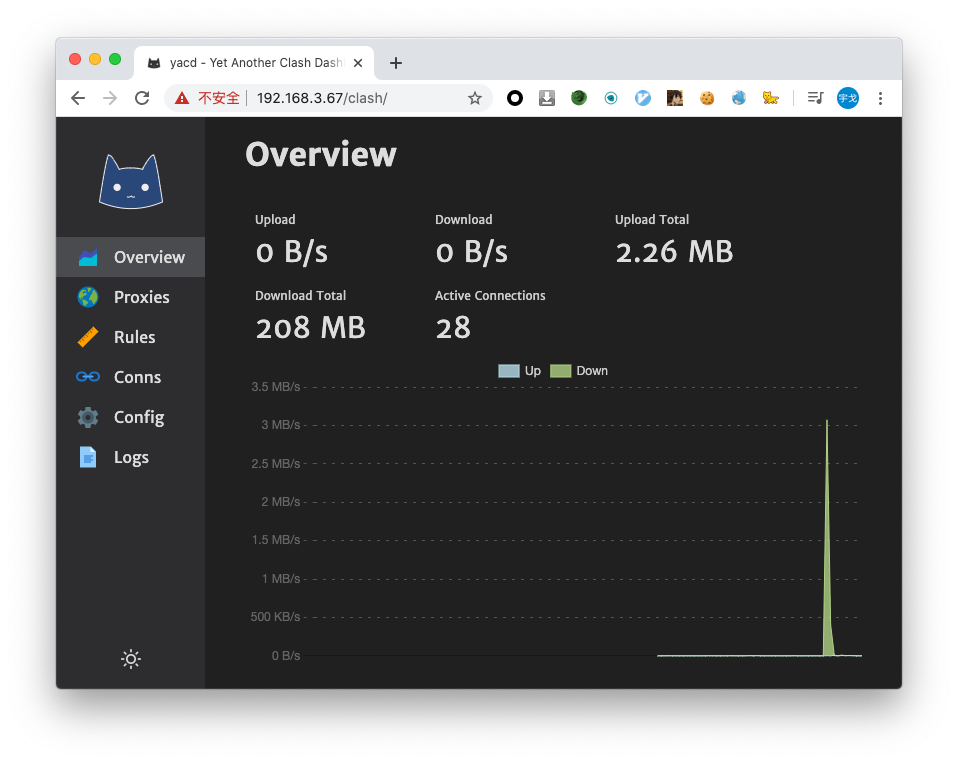 yacd - Yet Another Clash Dash
不安全 192.168.3.67/clash/
宇戈
Overview
Overview
Proxies
Rules
Conns
Config
Logs
Upload Download Upload Total
0 B/s 0 B/s 2.26 MB
Download Total Active Connections
208 MB 28
Up Down
3.5 MB/s
3 MB/s
2.5 MB/s
2 MB/s
1.5 MB/s
1 MB/s
500 KB/s
0 B/s